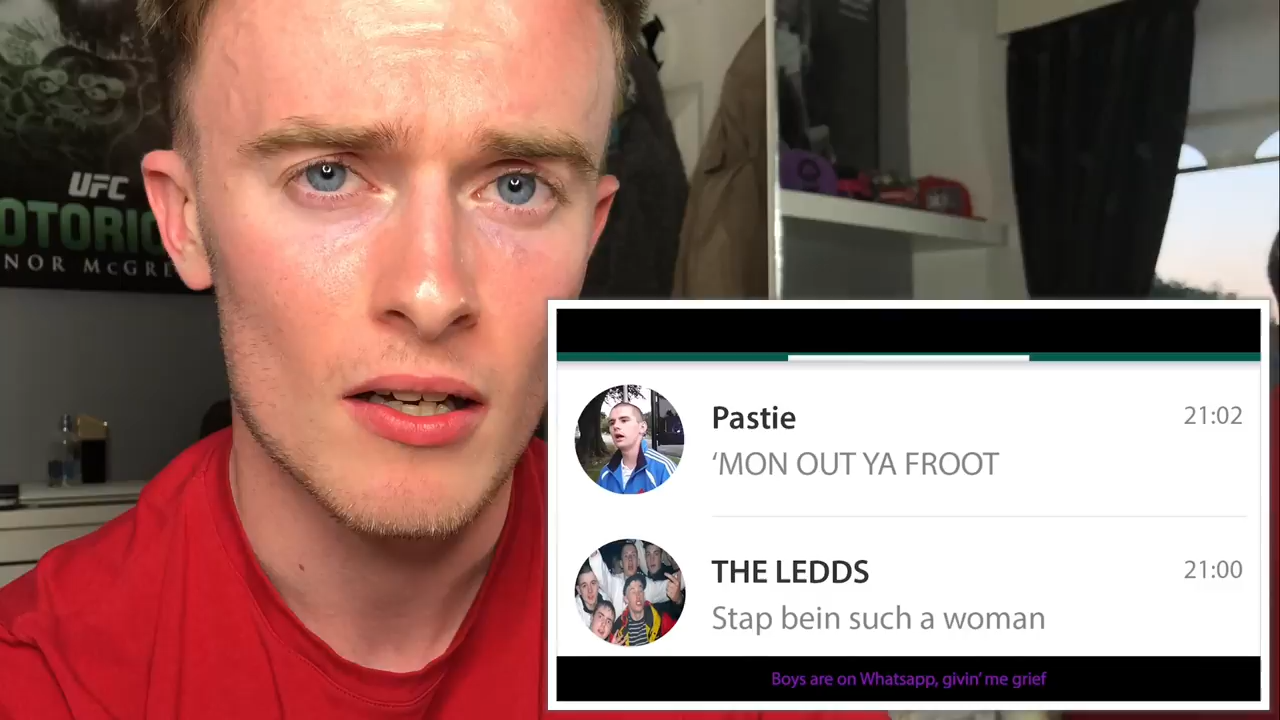 UFC
OTORIO
NOR McGRE
Pastie
21:02
‘MON OUT YA FROOT
THE LEDDS
21:00
Stap bein such a woman
Boys are on Whatsapp, givin’ me grief